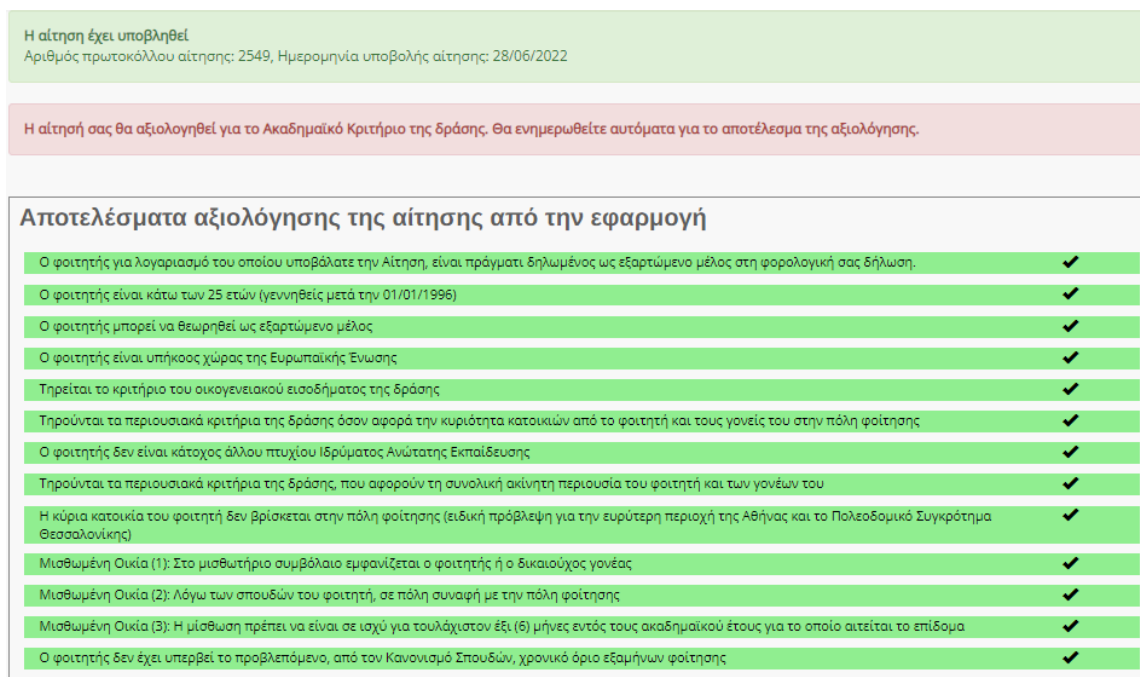 Η αίτηση έχει υποβληθεί
Αριθμός πρωτοκόλλου αίτησης: 2549, Ημερομηνία υποβολής αίτησης: 28/06/2022
Η αίτησή σας θα αξιολογηθεί για το Ακαδημαϊκό Κριτήριο της δράσης. Θα ενημερωθείτε αυτόματα για το αποτέλεσμα της αξιολόγησης.
Αποτελέσματα αξιολόγησης της αίτησης από την εφαρμογή
Ο φοιτητής για λογαριασμό του οποίου υποβάλατε την Αίτηση, είναι πράγματι δηλωμένος ως εξαρτώμενο μέλος στη φορολογική σας δήλωση.
Ο φοιτητής είναι κάτω των 25 ετών (γεννηθείς μετά την 01/01/1996)
Ο φοιτητής μπορεί να θεωρηθεί ως εξαρτώμενο μέλος
Ο φοιτητής είναι υπήκοος χώρας της Ευρωπαϊκής Ένωσης
Τηρείται το κριτήριο του οικογενειακού εισοδήματος της δράσης
Τηρούνται τα περιουσιακά κριτήρια της δράσης όσον αφορά την κυριότητα κατοικιών από το φοιτητή και τους γονείς του στην πόλη φοίτησης
Ο φοιτητής δεν είναι κάτοχος άλλου πτυχίου Ιδρύματος Ανώτατης Εκπαίδευσης
Τηρούνται τα περιουσιακά κριτήρια της δράσης, που αφορούν τη συνολική ακίνητη περιουσία του φοιτητή και των γονέων του
Η κύρια κατοικία του φοιτητή δεν βρίσκεται στην πόλη φοίτησης (ειδική πρόβλεψη για την ευρύτερη περιοχή της Αθήνας και το Πολεοδομικό Συγκρότημα
Θεσσαλονίκης)
Μισθωμένη Οικία (1): Στο μισθωτήριο συμβόλαιο εμφανίζεται ο φοιτητής ή ο δικαιούχος γονέας
Μισθωμένη Οικία (2): Λόγω των σπουδών του φοιτητή, σε πόλη συναφή με την πόλη φοίτησης
Μισθωμένη Οικία (3): Η μίσθωση πρέπει να είναι σε ισχύ για τουλάχιστον έξι (6) μήνες εντός τους ακαδημαϊκού έτους για το οποίο αιτείται το επίδομα
Ο φοιτητής δεν έχει υπερβεί το προβλεπόμενο, από τον Κανονισμό Σπουδών, χρονικό όριο εξαμήνων φοίτησης